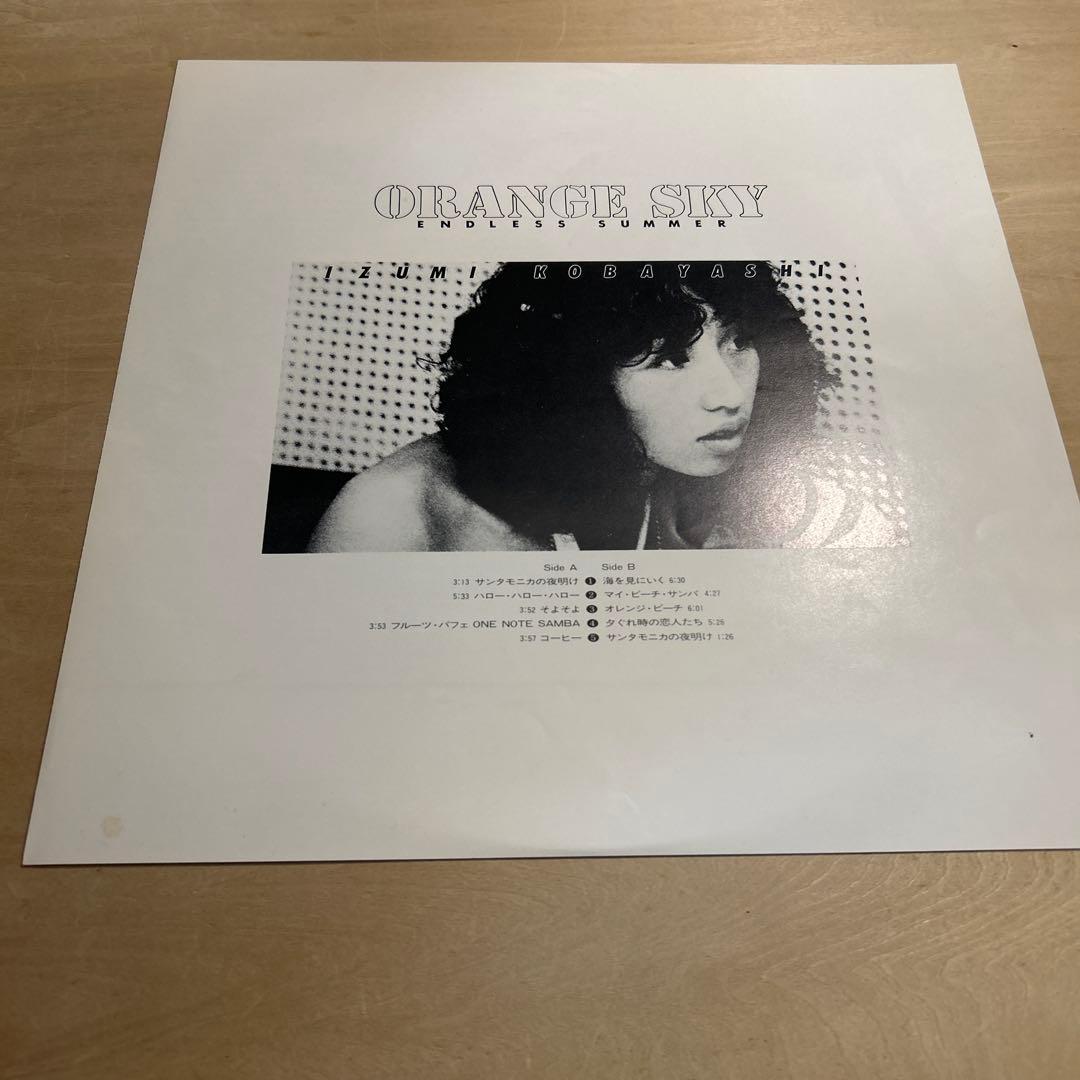 ORANGE SKY
ENDLESS SUMMER
IZUMI KOBAYASHI
Side A Side B
3:13 サンタモニカの夜明け ❶ 海を見にいく 6:30
5:33 ハロー・ハロー・ハロー ❷ マイ・ビーチ・サンバ 4:27
3:52 そよそよ ❸ オレンジ・ビーチ 6:01
3:53 フルーツ・パフェ ONE NOTE SAMBA ❹ 夕ぐれ時の恋人たち 5:26
3:57 コーヒー ❺ サンタモニカの夜明け 1:26